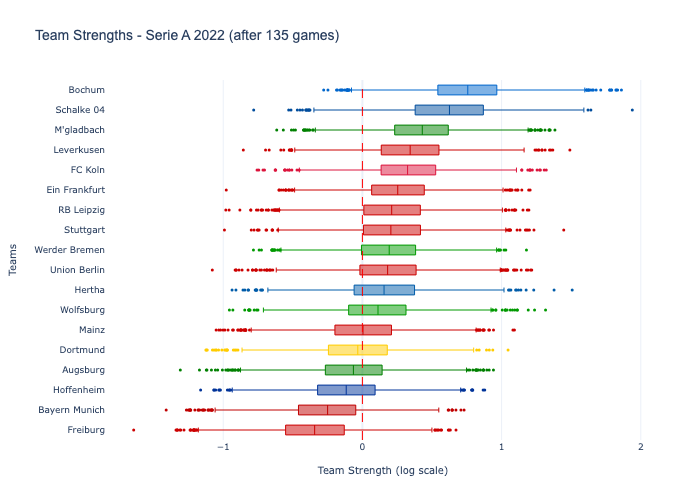 Team Strengths - Serie A 2022 (after 135 games)
Bochum
Schalke 04
M'gladbach
Leverkusen
FC Koln
Ein Frankfurt
RB Leipzig
Stuttgart
Werder Bremen
Union Berlin
Hertha
Wolfsburg
Mainz
Dortmund
Augsburg
Hoffenheim
Bayern Munich
Freiburg
Teams
−1 0 1 2
Team Strength (log scale)